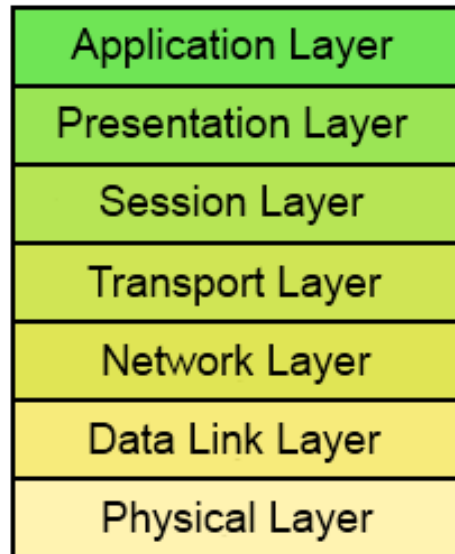 Application Layer
Presentation Layer
Session Layer
Transport Layer
Network Layer
Data Link Layer
Physical Layer